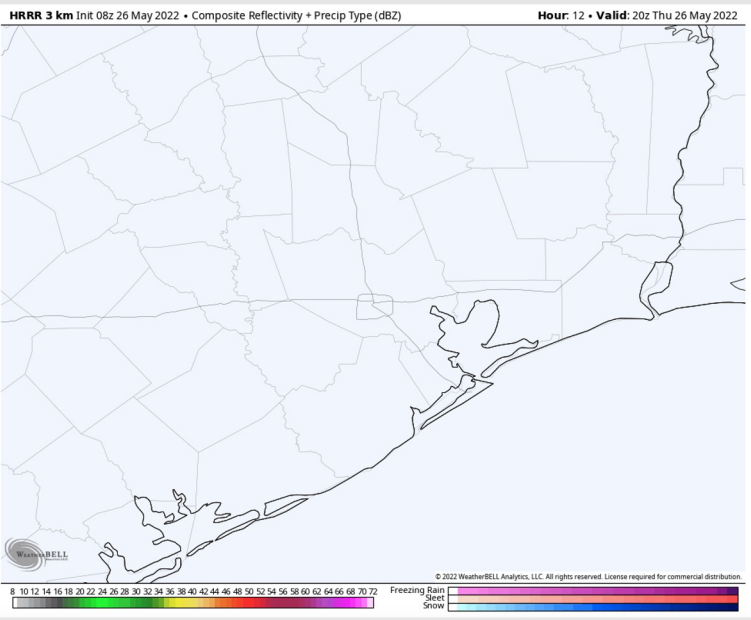 HRRR 3 km Init 08z 26 May 2022 • Composite Reflectivity + Precip Type (dBZ)
Hour: 12 • Valid: 20z Thu 26 May 2022
WEATHERBELL
© 2022 WeatherBELL Analytics, LLC. All rights reserved. License required for commercial distribution.
8 10 12 14 16 18 20 22 24 26 28 30 32 34 36 38 40 42 44 46 48 50 52 54 56 58 60 62 64 66 68 70 72
Freezing Rain
Sleet
Snow